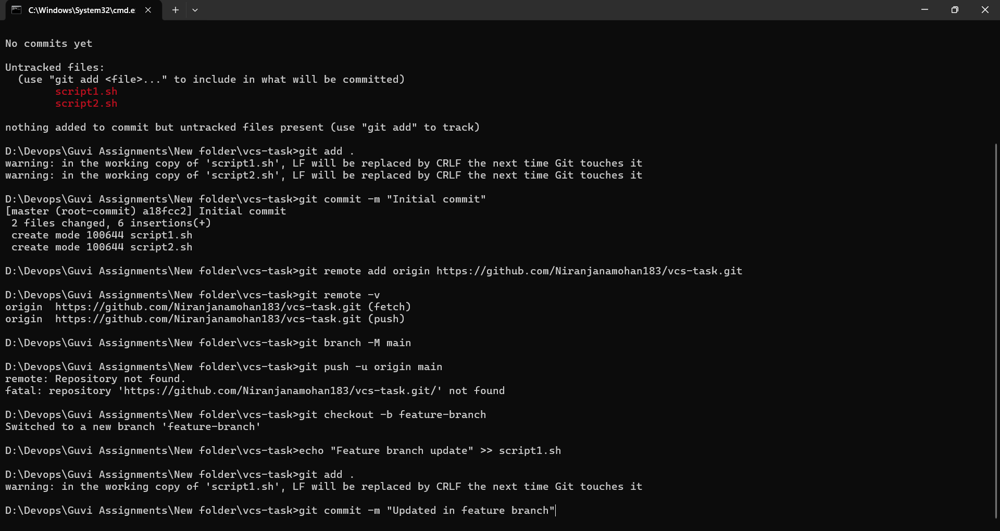 C:\Windows\System32\cmd.e
No commits yet
Untracked files:
  (use "git add <file>..." to include in what will be committed)
        script1.sh
        script2.sh
nothing added to commit but untracked files present (use "git add" to track)
D:\Devops\Guvi Assignments\New folder\vcs-task>git add .
warning: in the working copy of 'script1.sh', LF will be replaced by CRLF the next time Git touches it
warning: in the working copy of 'script2.sh', LF will be replaced by CRLF the next time Git touches it
D:\Devops\Guvi Assignments\New folder\vcs-task>git commit -m "Initial commit"
[master (root-commit) a18fcc2] Initial commit
 2 files changed, 6 insertions(+)
 create mode 100644 script1.sh
 create mode 100644 script2.sh
D:\Devops\Guvi Assignments\New folder\vcs-task>git remote add origin https://github.com/Niranjanamohan183/vcs-task.git
D:\Devops\Guvi Assignments\New folder\vcs-task>git remote -v
origin  https://github.com/Niranjanamohan183/vcs-task.git (fetch)
origin  https://github.com/Niranjanamohan183/vcs-task.git (push)
D:\Devops\Guvi Assignments\New folder\vcs-task>git branch -M main
D:\Devops\Guvi Assignments\New folder\vcs-task>git push -u origin main
remote: Repository not found.
fatal: repository 'https://github.com/Niranjanamohan183/vcs-task.git/' not found
D:\Devops\Guvi Assignments\New folder\vcs-task>git checkout -b feature-branch
Switched to a new branch 'feature-branch'
D:\Devops\Guvi Assignments\New folder\vcs-task>echo "Feature branch update" >> script1.sh
D:\Devops\Guvi Assignments\New folder\vcs-task>git add .
warning: in the working copy of 'script1.sh', LF will be replaced by CRLF the next time Git touches it
D:\Devops\Guvi Assignments\New folder\vcs-task>git commit -m "Updated in feature branch"